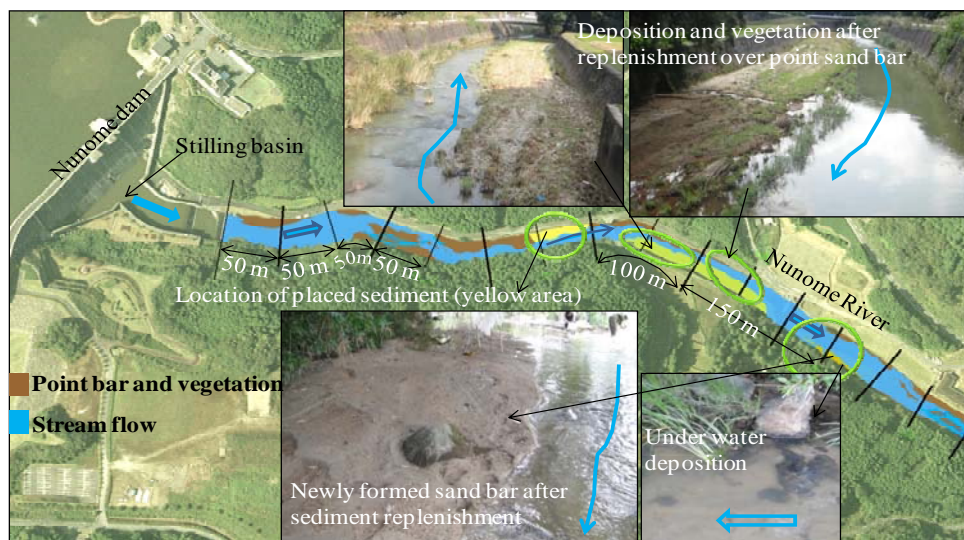 Deposition and vegetation after
replenishment over point sand bar
Nunome dam
Stilling basin
50 m
50 m
50m
50 m
100 m
150 m
Nunome River
Location of placed sediment (yellow area)
Point bar and vegetation
Stream flow
Newly formed sand bar after
sediment replenishment
Under water
deposition